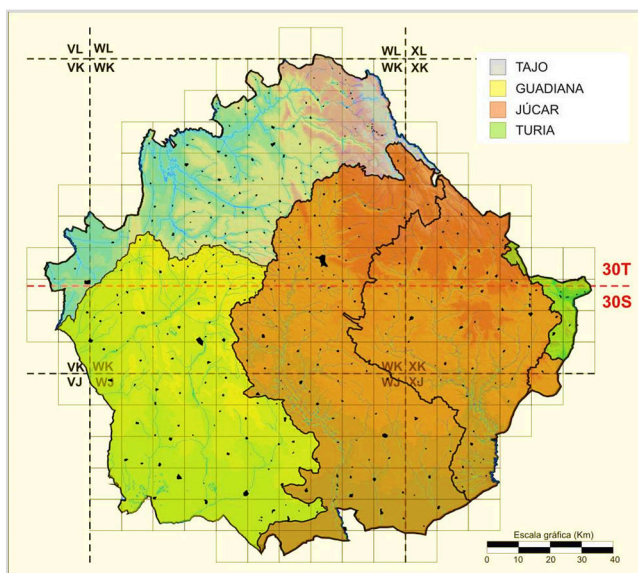 VL WL
VK WK
WL XL
WK XK
TAJO
GUADIANA
JÚCAR
TURIA
30T
30S
VK WK
VJ WJ
WK XK
WJ XJ
Escala gráfica (Km)
0 10 20 30 40